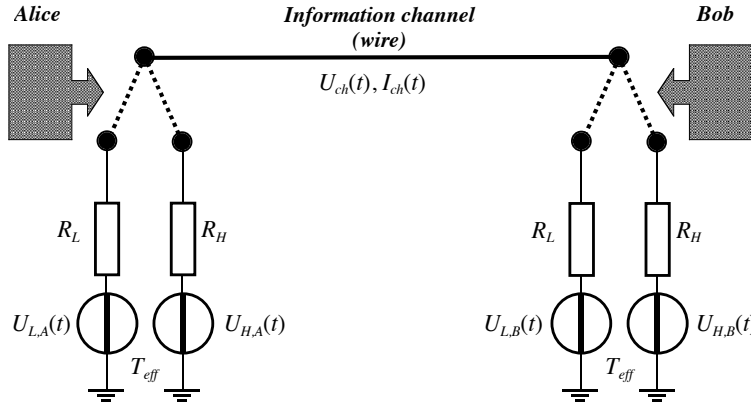 Alice
Information channel
(wire)
Bob
U_ch(t), I_ch(t)
R_L
R_H
R_L
R_H
U_L,A(t)
U_H,A(t)
U_L,B(t)
U_H,B(t)
T_eff
T_eff